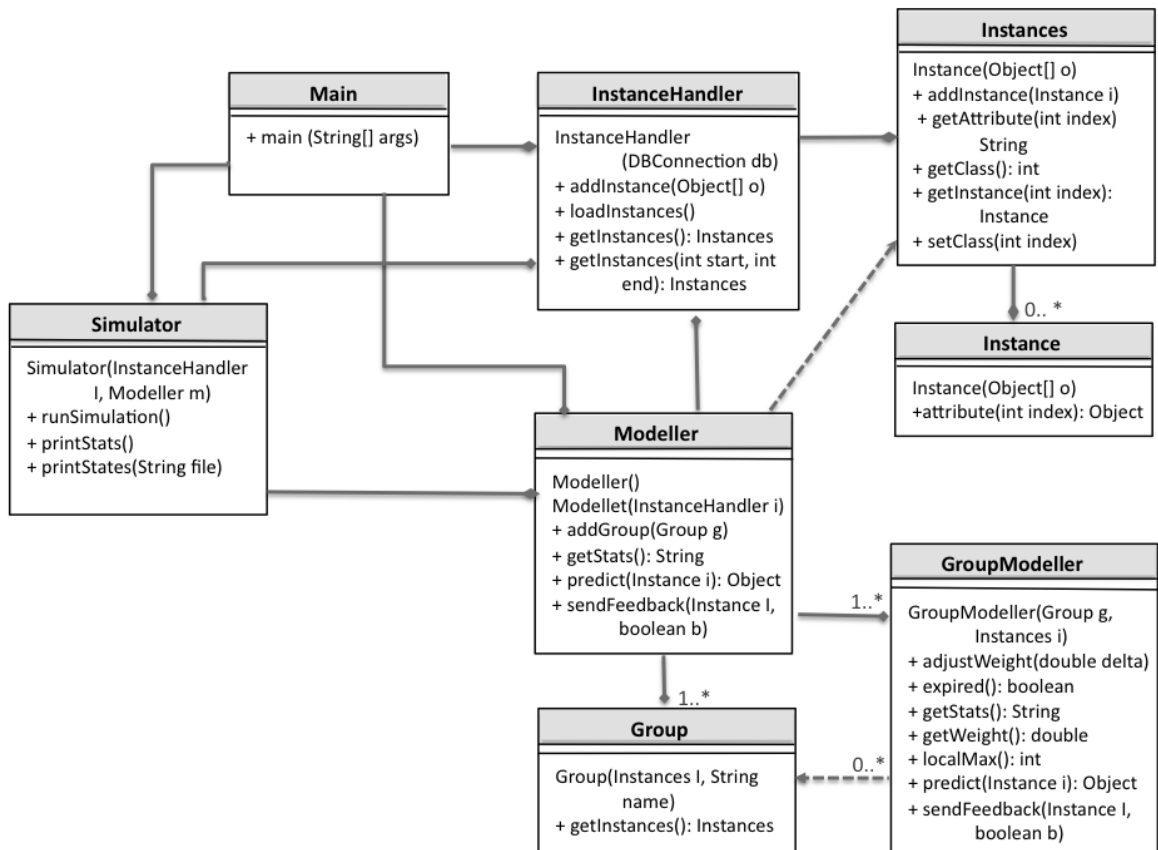 Main
+ main (String[] args)
InstanceHandler
InstanceHandler
(DBConnection db)
+ addInstance(Object[] o)
+ loadInstances()
+ getInstances(): Instances
+ getInstances(int start, int
end): Instances
Instances
Instance(Object[] o)
+ addInstance(Instance i)
+ getAttribute(int index)
String
+ getClass(): int
+ getInstance(int index):
Instance
+ setClass(int index)
0.. *
Instance
Instance(Object[] o)
+attribute(int index): Object
Simulator
Simulator(InstanceHandler
I, Modeller m)
+ runSimulation()
+ printStats()
+ printStates(String file)
Modeller
Modeller()
Modellet(InstanceHandler i)
+ addGroup(Group g)
+ getStats(): String
+ predict(Instance i): Object
+ sendFeedback(Instance I,
boolean b)
1..*
1..*
GroupModeller
GroupModeller(Group g,
Instances i)
+ adjustWeight(double delta)
+ expired(): boolean
+ getStats(): String
+ getWeight(): double
+ localMax(): int
+ predict(Instance i): Object
+ sendFeedback(Instance I,
boolean b)
0..*
Group
Group(Instances I, String
name)
+ getInstances(): Instances